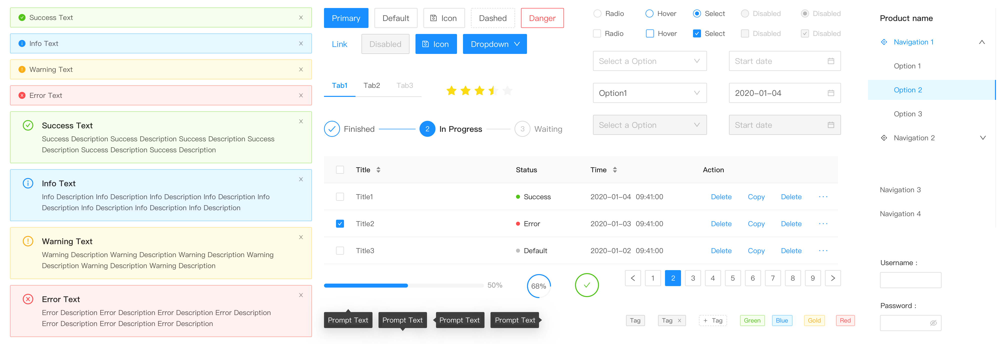 Success Text
Info Text
Warning Text
Error Text
Success Text
Success Description Success Description Success Description Success
Description Success Description Success Description
Info Text
Info Description Info Description Info Description Info Description Info
Description Info Description Info Description Info Description
Warning Text
Warning Description Warning Description Warning Description Warning
Description Warning Description Warning Description
Error Text
Error Description Error Description Error Description Error Description
Error Description Error Description Error Description
Primary Default Icon Dashed Danger
Link Disabled Icon Dropdown
Tab1 Tab2 Tab3
Finished 2 In Progress 3 Waiting
Radio Hover Select Disabled Disabled
Radio Hover Select Disabled Disabled
Select a Option Start date
Option1 2020-01-04
Select a Option Start date
Title Status Time Action
Title1 Success 2020-01-04 09:41:00 Delete Copy Delete ···
Title2 Error 2020-01-03 09:41:00 Delete Copy Delete ···
Title3 Default 2020-01-02 09:41:00 Delete Copy Delete ···
50% 68%
1 2 3 4 5 6 7 8 9
Prompt Text Prompt Text Prompt Text Prompt Text
Tag Tag × + Tag Green Blue Gold Red
Product name
Navigation 1
Option 1
Option 2
Option 3
Navigation 2
Navigation 3
Navigation 4
Username :
Password :